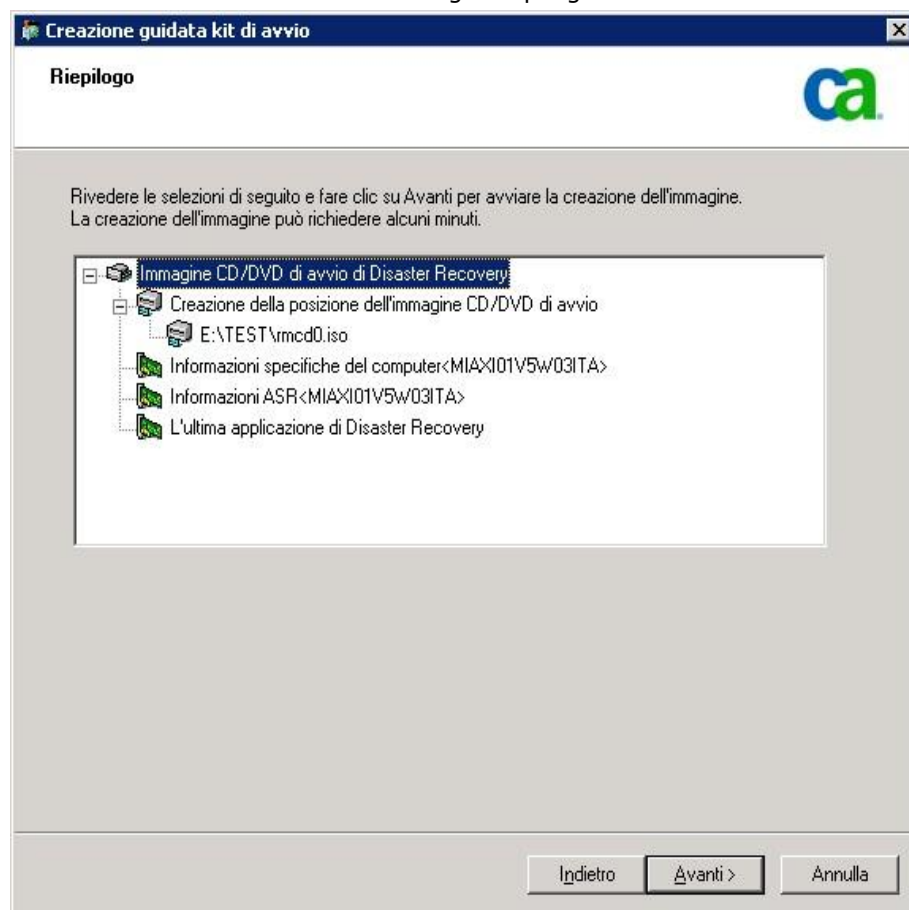 Creazione guidata kit di avvio
Riepilogo
ca
Rivedere le selezioni di seguito e fare clic su Avanti per avviare la creazione dell'immagine.
La creazione dell'immagine può richiedere alcuni minuti.
Immagine CD/DVD di avvio di Disaster Recovery
Creazione della posizione dell'immagine CD/DVD di avvio
E:\TEST\rmcd0.iso
Informazioni specifiche del computer<MIAXI01V5W03ITA>
Informazioni ASR<MIAXI01V5W03ITA>
L'ultima applicazione di Disaster Recovery
Indietro
Avanti >
Annulla